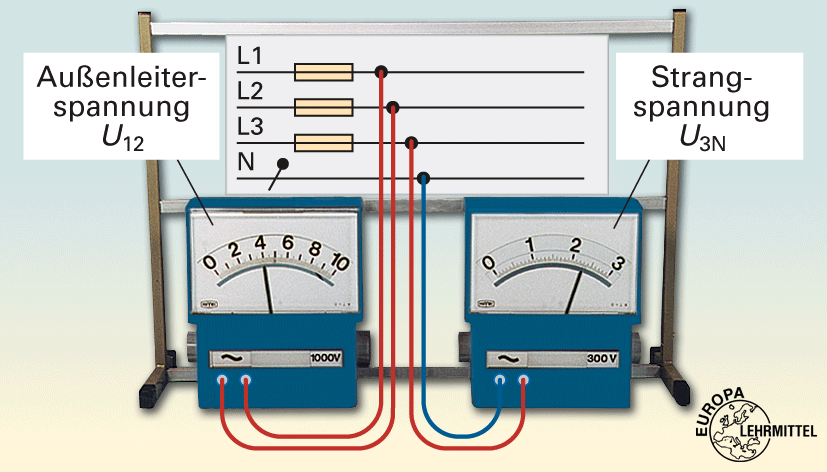 Außenleiter-
spannung
U12
L1
L2
L3
N
Strang-
spannung
U3N
0 2 4 6 8 10
1000V
0 1 2 3
300V
EUROPA
LEHRMITTEL